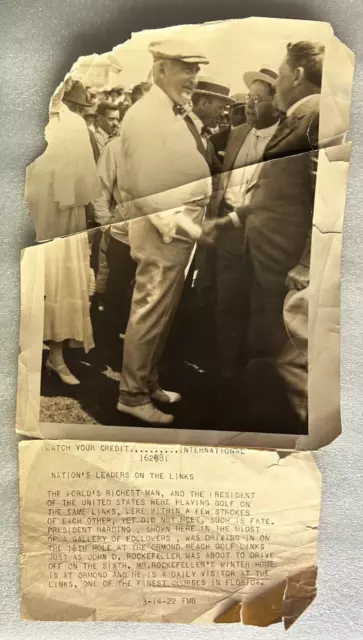 WATCH YOUR CREDIT..........INTERNATIONAL
NATION'S LEADERS ON THE LINKS
THE WORLD'S RICHEST MAN, AND THE PRESIDENT
OF THE UNITED STATES WERE PLAYING GOLF ON
THE SAME LINKS, WERE WITHIN A FEW STROKES
OF EACH OTHER, YET DID NOT MEET, SUCH IS FATE.
PRESIDENT HARDING, SHOWN HERE IN THE MIDST
OF A GALLERY OF FOLLOWERS, WAS DRIVING IN ON
THE 18TH HOLE AT THE ORMOND BEACH GOLF LINKS
JUST AS JOHN D. ROCKEFELLER WAS ABOUT TO DRIVE
OFF ON THE SIXTH. MR.ROCKEFELLER'S WINTER HOME
IS AT ORMOND AND HE IS A DAILY VISITOR AT THE
LINKS, ONE OF THE FINEST COURSES IN FLORIDA.
3-14-22 FWB